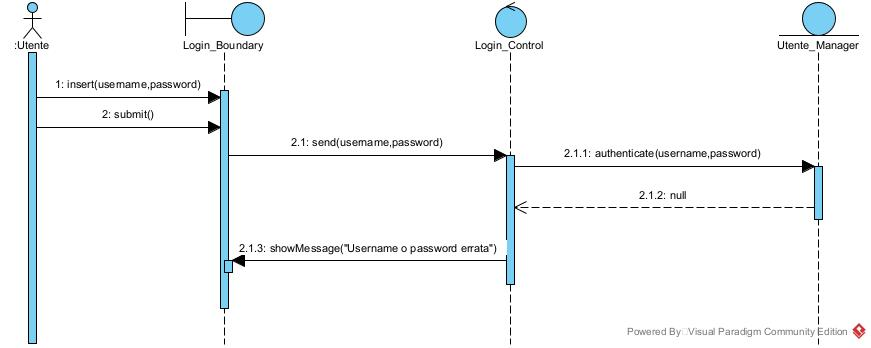 :Utente
Login_Boundary
Login_Control
Utente_Manager
1: insert(username,password)
2: submit()
2.1: send(username,password)
2.1.1: authenticate(username,password)
2.1.2: null
2.1.3: showMessage("Username o password errata")
Powered By Visual Paradigm Community Edition